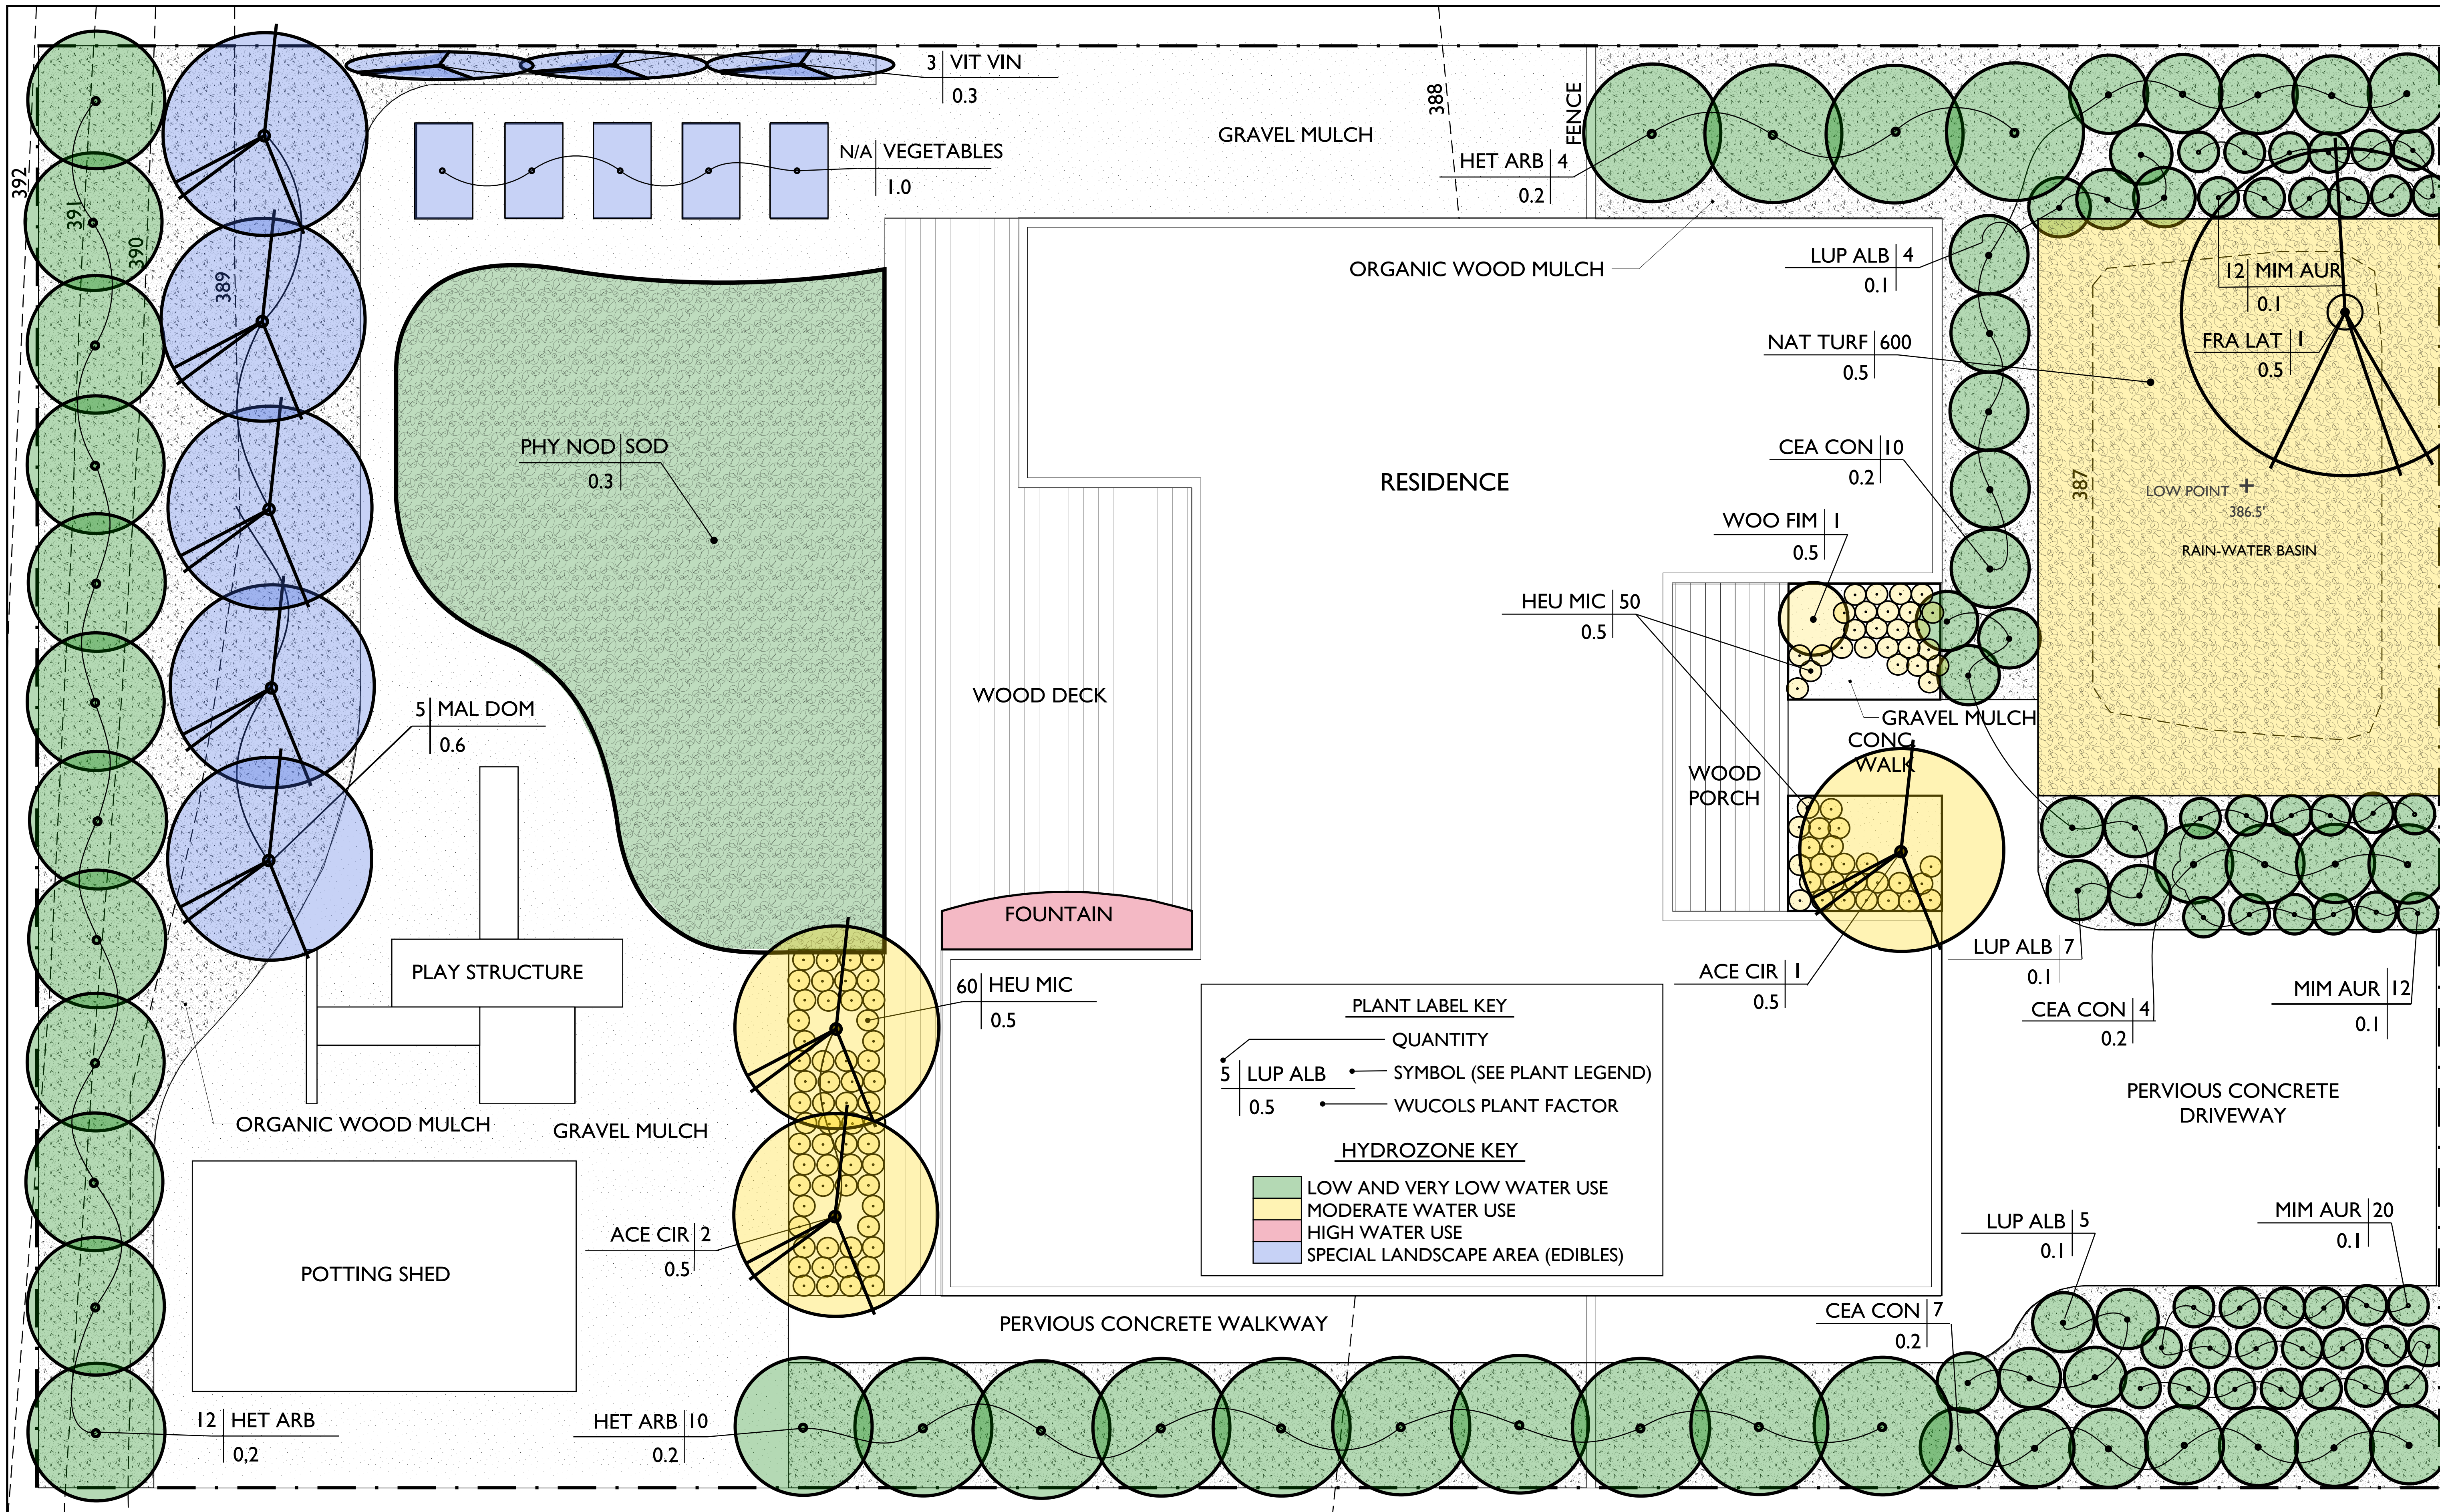 3 VIT VIN
0.3
N/A VEGETABLES
1.0
GRAVEL MULCH
388
FENCE
HET ARB 4
0.2
392
391
390
389
ORGANIC WOOD MULCH
LUP ALB 4
0.1
12 MIM AUR
0.1
NAT TURF 600
0.5
FRA LAT 1
0.5
PHY NOD SOD
0.3
RESIDENCE
CEA CON 10
0.2
387
LOW POINT
386.5'
RAIN-WATER BASIN
WOO FIM 1
0.5
HEU MIC 50
0.5
5 MAL DOM
0.6
WOOD DECK
GRAVEL MULCH
CONC.
WALK
WOOD
PORCH
FOUNTAIN
PLAY STRUCTURE
60 HEU MIC
0.5
ACE CIR 1
0.5
LUP ALB 7
0.1
CEA CON 4
0.2
MIM AUR 12
0.1
PLANT LABEL KEY
QUANTITY
5 LUP ALB
0.5
SYMBOL (SEE PLANT LEGEND)
WUCOLS PLANT FACTOR
HYDROZONE KEY
LOW AND VERY LOW WATER USE
MODERATE WATER USE
HIGH WATER USE
SPECIAL LANDSCAPE AREA (EDIBLES)
PERVIOUS CONCRETE
DRIVEWAY
ORGANIC WOOD MULCH
GRAVEL MULCH
ACE CIR 2
0.5
POTTING SHED
LUP ALB 5
0.1
MIM AUR 20
0.1
PERVIOUS CONCRETE WALKWAY
CEA CON 7
0.2
12 HET ARB
0,2
HET ARB 10
0.2